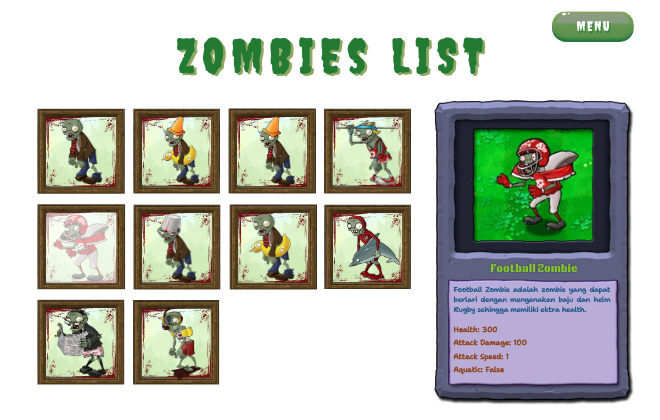 MENU
ZOMBIES LIST
Football Zombie
Football Zombie adalah zombie yang dapat
berlari dengan mengenakan baju dan helm
Rugby sehingga memiliki ektra health.
Health: 300
Attack Damage: 100
Attack Speed: 1
Aquatic: False